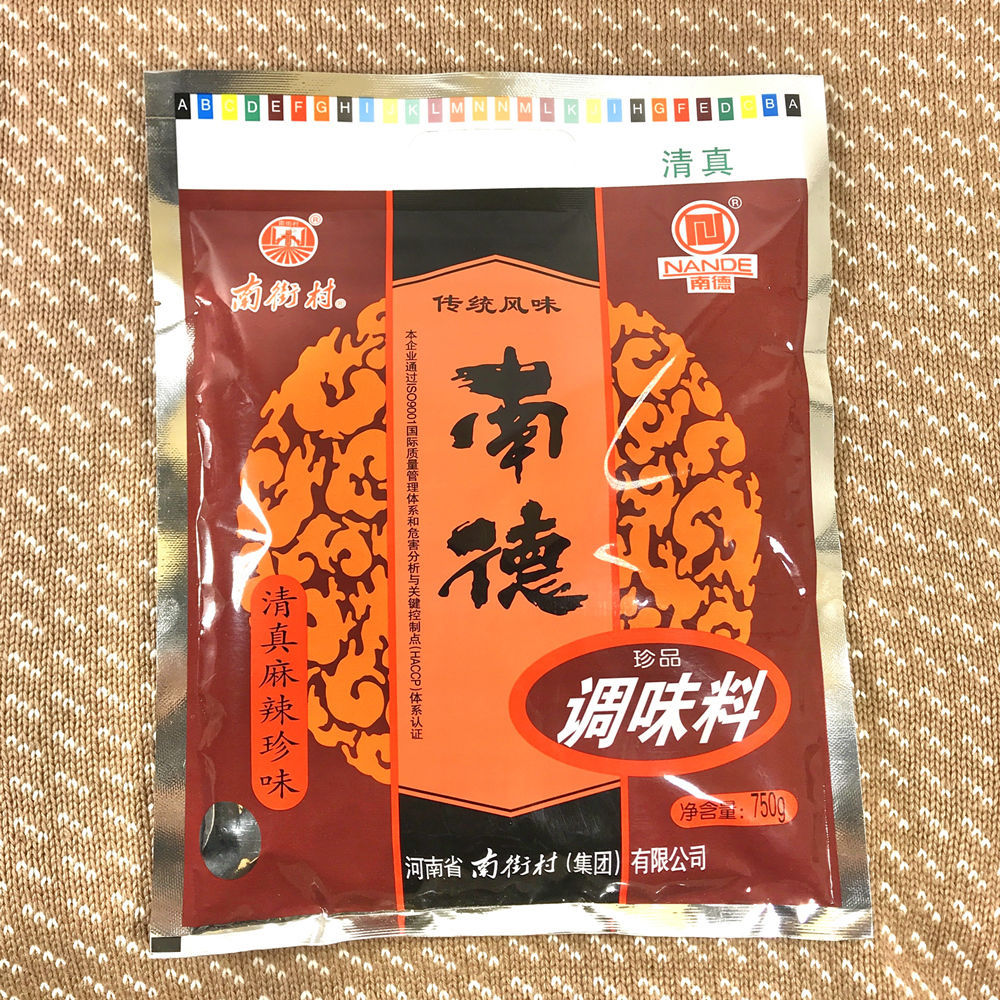 A B C D E F G H I J K L M N N M L K J I H G F E D C B A
清真
南街村
®
南街村®
®
NANDE
南德
传统风味
本企业通过ISO9001国际质量管理体系和危害分析与关键控制点(HACCP)体系认证
南德
清真麻辣珍味
珍品
调味料
净含量：750g
河南省南街村(集团)有限公司